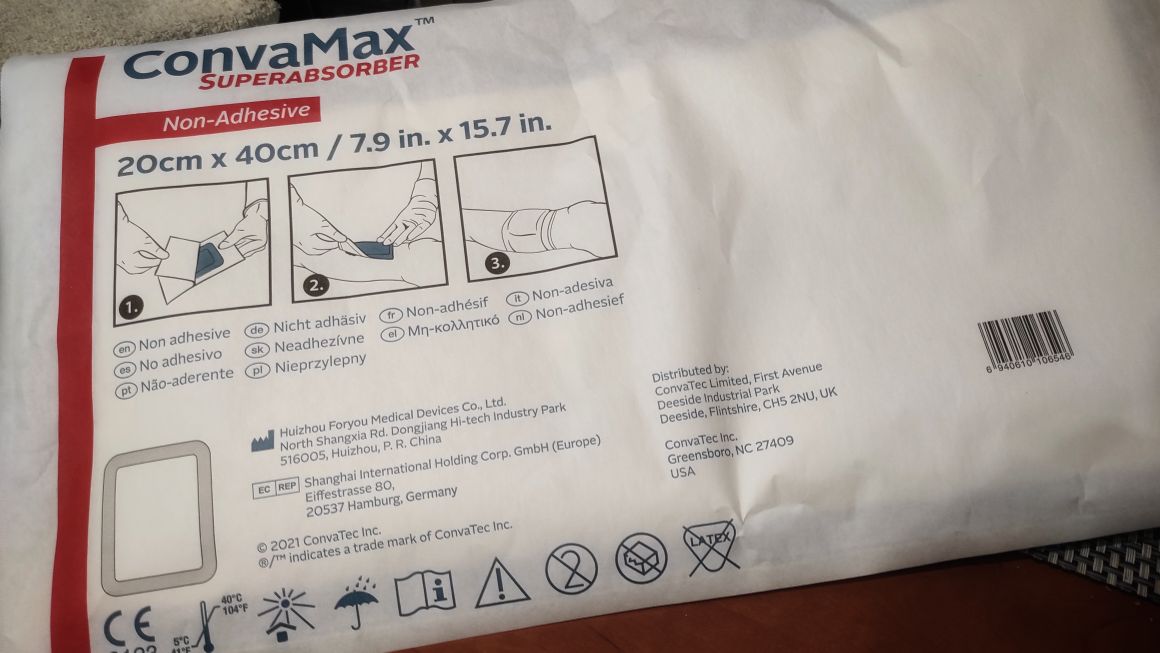 ConvaMax™
SUPERABSORBER
Non-Adhesive
20cm x 40cm / 7.9 in. x 15.7 in.
1.
2.
3.
en Non adhesive
de Nicht adhäsiv
fr Non-adhésif
it Non-adesiva
es No adhesivo
sk Neadhezívne
el Μη-κολλητικό
nl Non-adhesief
pt Não-aderente
pl Nieprzylepny
6 940610 106546
Huizhou Foryou Medical Devices Co., Ltd.
North Shangxia Rd. Dongjiang Hi-tech Industry Park
516005, Huizhou, P. R. China
EC REP
Shanghai International Holding Corp. GmbH (Europe)
Eiffestrasse 80,
20537 Hamburg, Germany
© 2021 ConvaTec Inc.
®/™ indicates a trade mark of ConvaTec Inc.
Distributed by:
ConvaTec Limited, First Avenue
Deeside Industrial Park
Deeside, Flintshire, CH5 2NU, UK
ConvaTec Inc.
Greensboro, NC 27409
USA
CE
40°C
104°F
5°C
41°F
i
!
2
LATEX